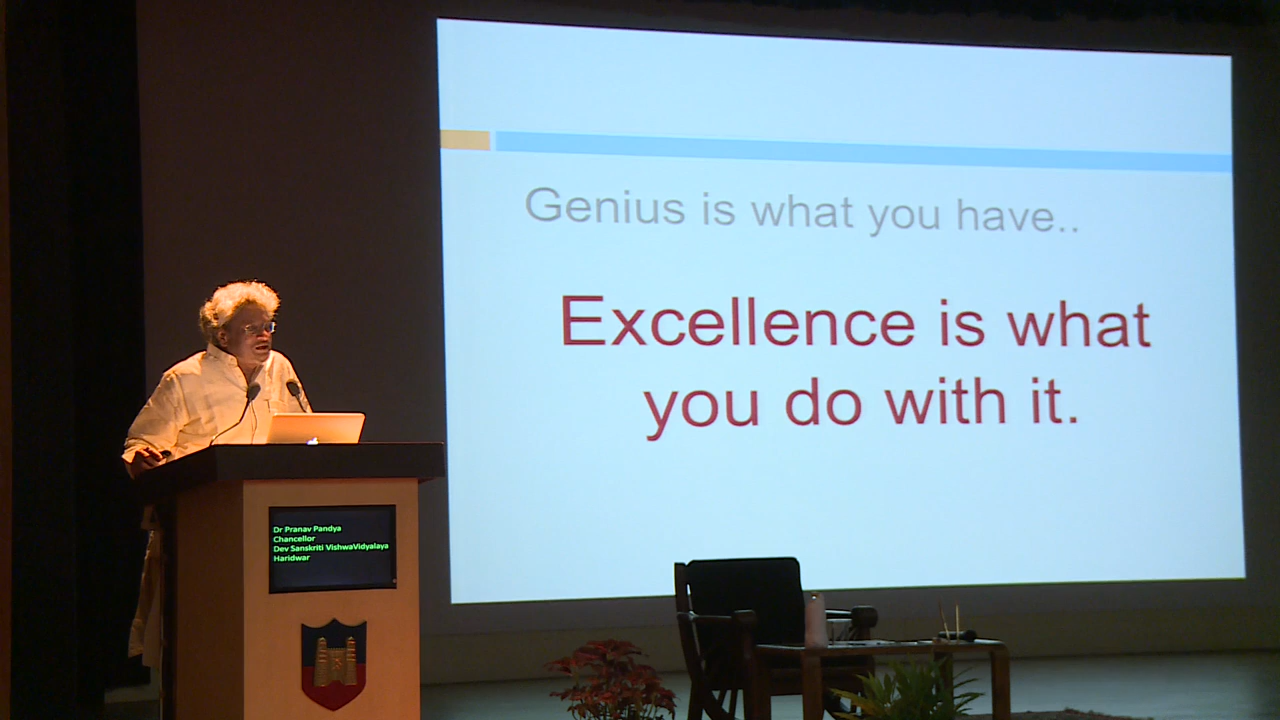 Genius is what you have..
Excellence is what
you do with it.
Dr Pranav Pandya
Chancellor
Dev Sanskriti VishwaVidyalaya
Haridwar